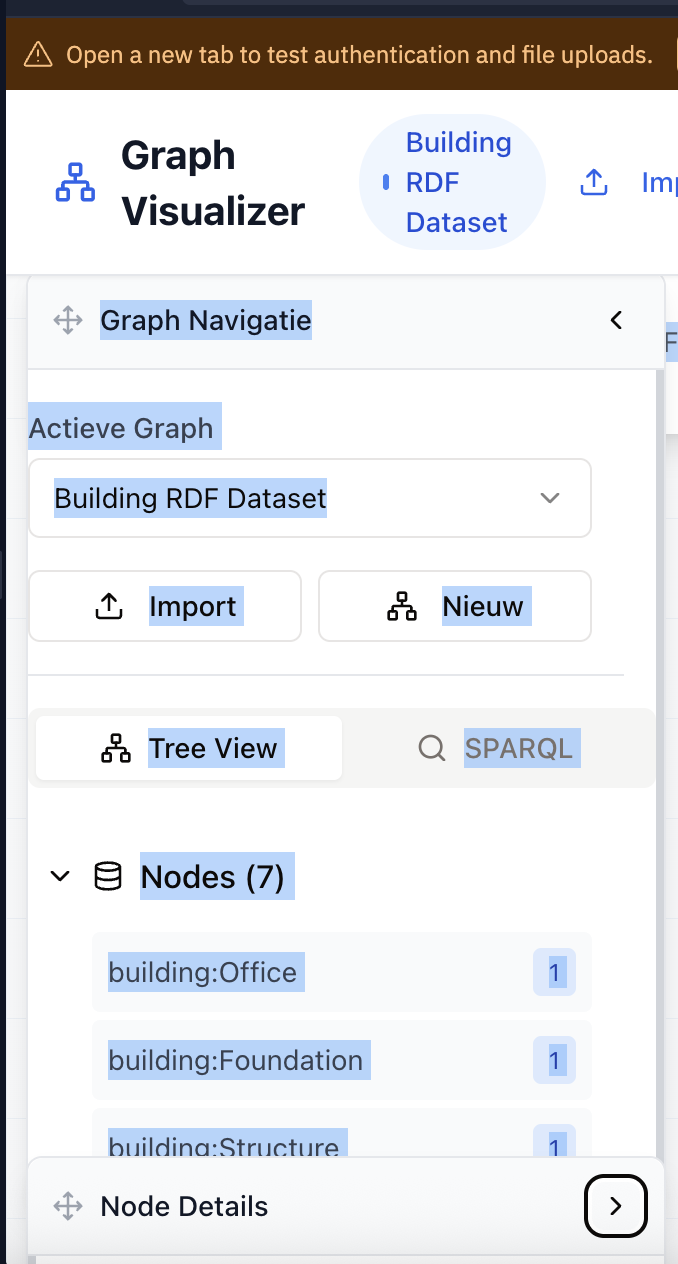 Open a new tab to test authentication and file uploads.
Graph
Visualizer
Building
RDF
Dataset
Graph Navigatie
Actieve Graph
Building RDF Dataset
Import
Nieuw
Tree View
SPARQL
Nodes (7)
building:Office
1
building:Foundation
1
building:Structure
1
Node Details